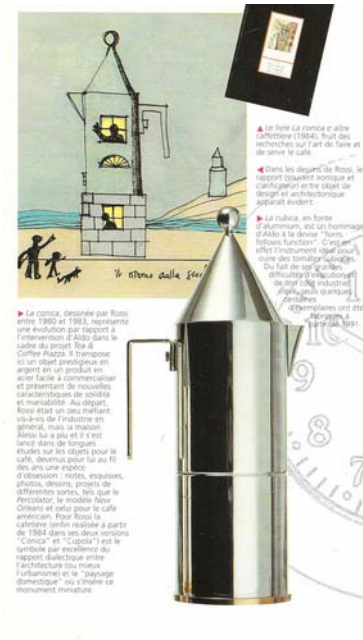 ▲ Le livre La conica e altre
caffettiere (1984), fruit des
recherches sur l'art de faire et
de servir le café.
◀ Dans les dessins de Rossi, le
rapport (souvent ironique et
) entre objet de
design et architectonique
apparaît évident.
▶ La cubica, en fonte
d'aluminium, est un hommage
d'Aldo à la devise "form
follows function". C'est en
effet l'instrument idéal pour
cuire des tomates cubiques.
Du fait de ses grandes
difficultés d'exécution
de son coût industriel
élevé, seuls quelques
centaines
d'exemplaires ont été
fabriqués à
partir de 1991.
il ritorno dalla
▶ La conica, dessinée par Rossi
entre 1980 et 1983, représente
une évolution par rapport à
l'intervention d'Aldo dans le
cadre du projet Tea &
Coffee Piazza. Il transpose
ici un objet prestigieux en
argent en un produit en
acier facile à commercialiser
et présentant de nouvelles
caractéristiques de solidité
et maniabilité. Au départ,
Rossi était un peu méfiant
vis-à-vis de l'industrie en
général, mais la maison
Alessi lui a plu et il s'est
lancé dans de longues
études sur les objets pour le
café, devenus pour lui au fil
des ans une espèce
d'obsession : notes, esquisses,
photos, dessins, projets de
différentes sortes, tels que le
Percolator, le modèle New
Orleans et celui pour le café
américain. Pour Rossi la
cafetière (enfin réalisée à partir
de 1984 dans ses deux versions
"Conica" et "Cupola") est le
symbole par excellence du
rapport dialectique entre
l'architecture (ou mieux
l'urbanisme) et le "paysage
domestique" où s'insère ce
monument miniature.
10
9
8
7